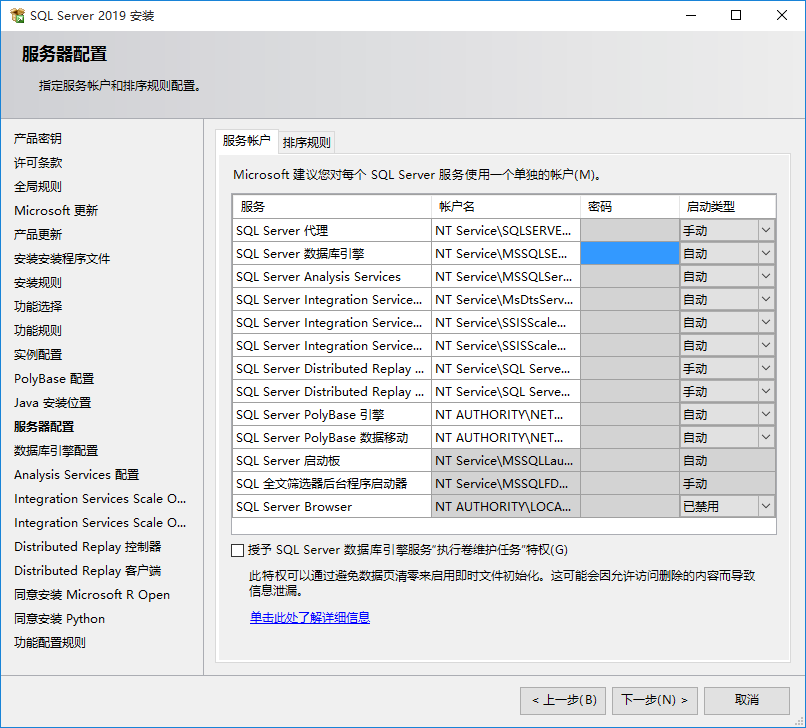 SQL Server 2019 安装
服务器配置
指定服务帐户和排序规则配置。
产品密钥
许可条款
全局规则
Microsoft 更新
产品更新
安装安装程序文件
安装规则
功能选择
功能规则
实例配置
PolyBase 配置
Java 安装位置
服务器配置
数据库引擎配置
Analysis Services 配置
Integration Services Scale O...
Integration Services Scale O...
Distributed Replay 控制器
Distributed Replay 客户端
同意安装 Microsoft R Open
同意安装 Python
功能配置规则
服务帐户 排序规则
Microsoft 建议您对每个 SQL Server 服务使用一个单独的帐户(M)。
服务 帐户名 密码 启动类型
SQL Server 代理 NT Service\SQLSERVE... 手动
SQL Server 数据库引擎 NT Service\MSSQLSE... 自动
SQL Server Analysis Services NT Service\MSSQLSer... 自动
SQL Server Integration Service... NT Service\MsDtsServ... 自动
SQL Server Integration Service... NT Service\SSISScale... 自动
SQL Server Integration Service... NT Service\SSISScale... 自动
SQL Server Distributed Replay ... NT Service\SQL Serve... 手动
SQL Server Distributed Replay ... NT Service\SQL Serve... 手动
SQL Server PolyBase 引擎 NT AUTHORITY\NET... 自动
SQL Server PolyBase 数据移动 NT AUTHORITY\NET... 自动
SQL Server 启动板 NT Service\MSSQLLau... 自动
SQL 全文筛选器后台程序启动器 NT Service\MSSQLFD... 手动
SQL Server Browser NT AUTHORITY\LOCA... 已禁用
授予 SQL Server 数据库引擎服务“执行卷维护任务”特权(G)
此特权可以通过避免数据页清零来启用即时文件初始化。这可能会因允许访问删除的内容而导致
信息泄漏。
单击此处了解详细信息
< 上一步(B) 下一步(N) > 取消